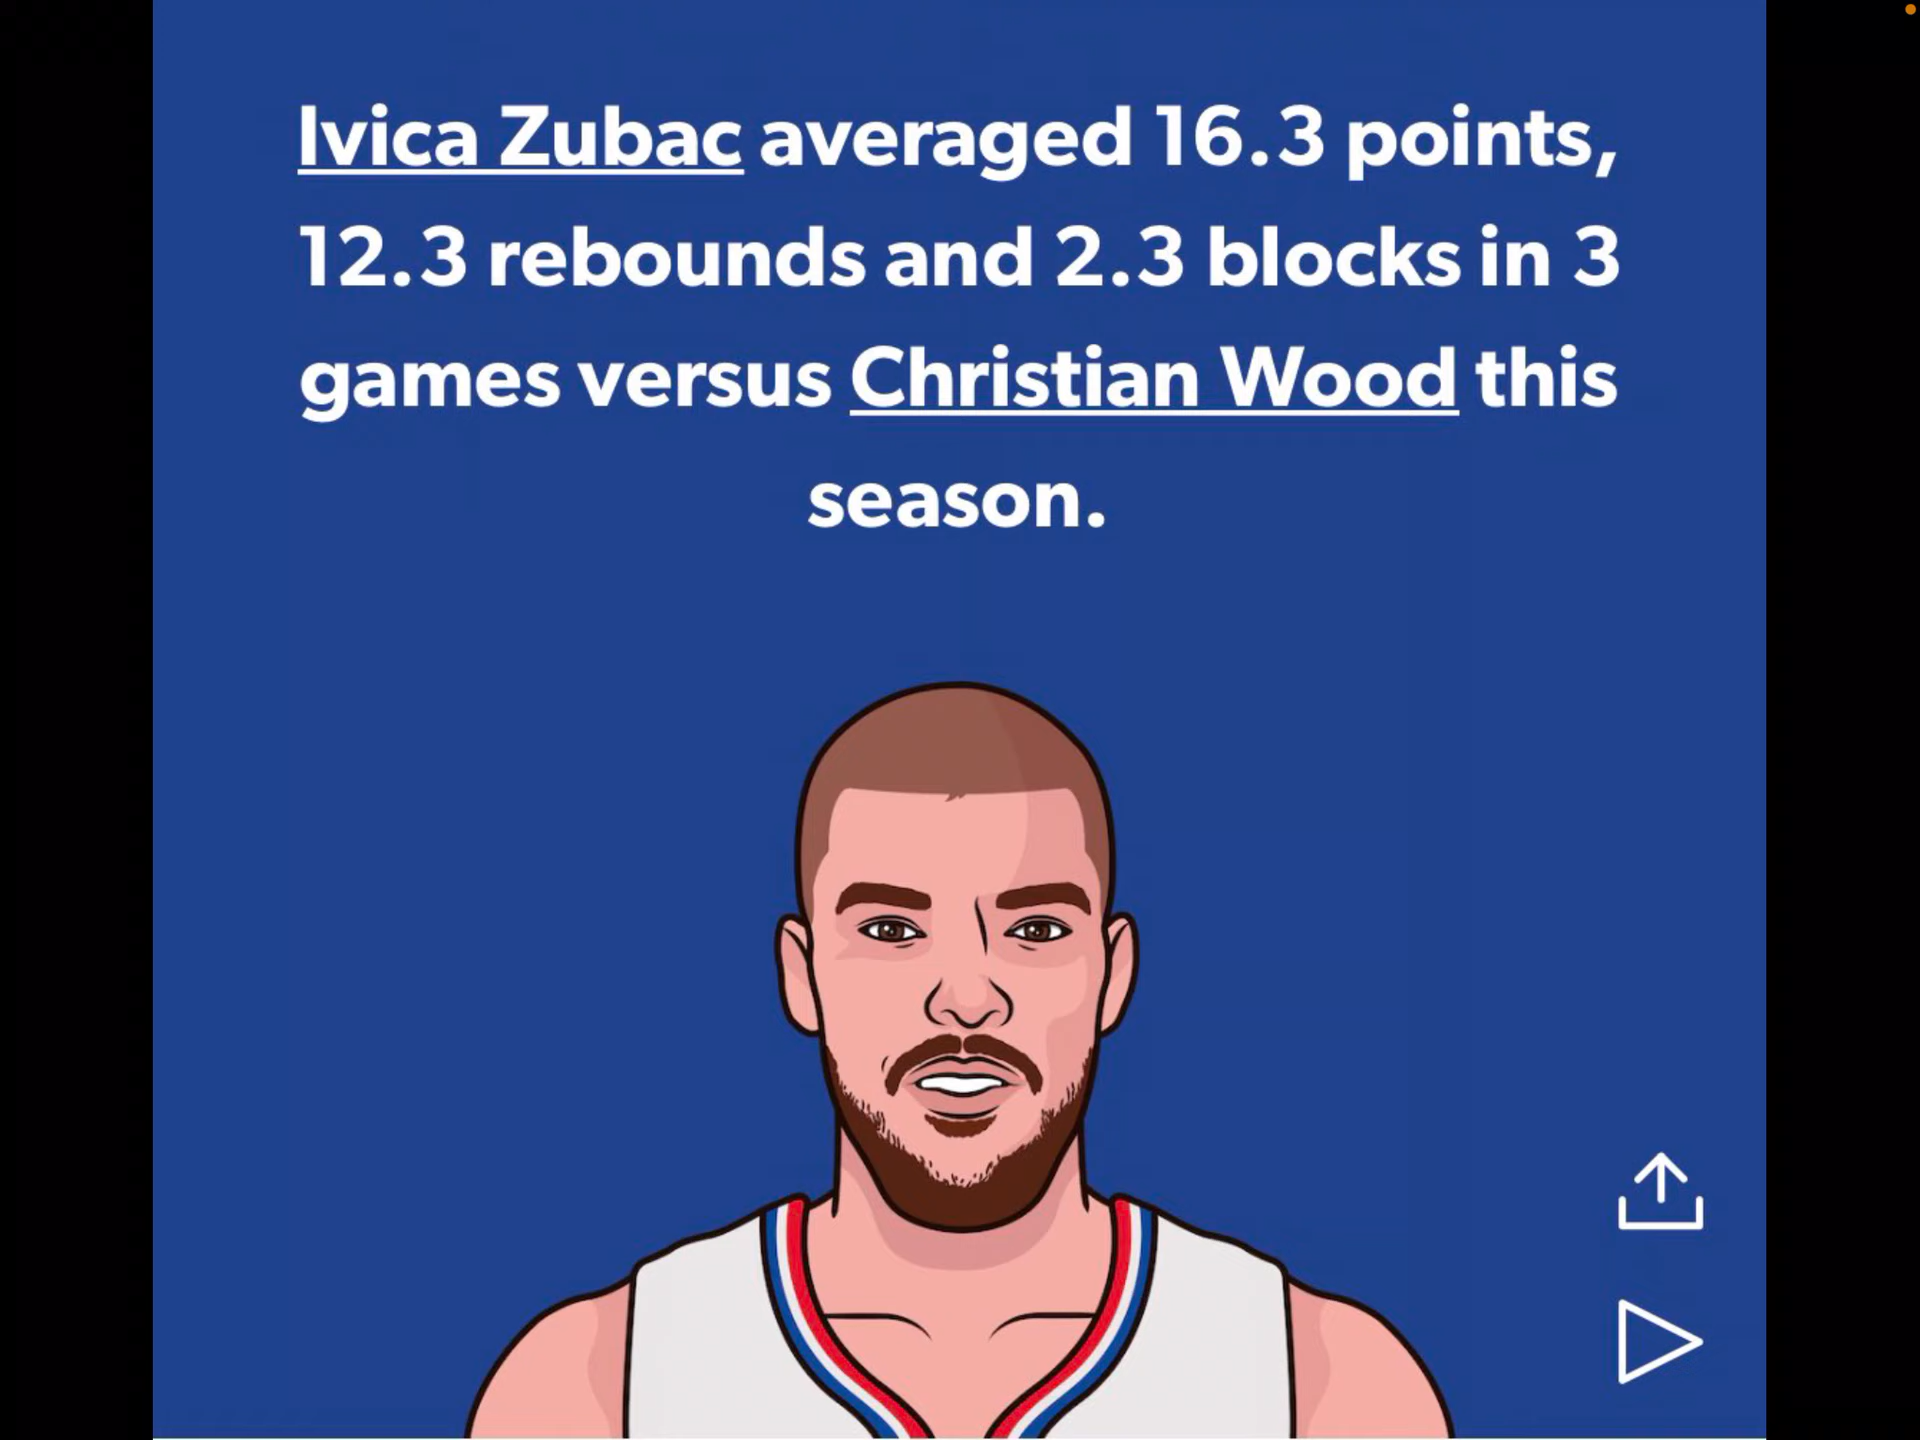 Ivica Zubac averaged 16.3 points,
12.3 rebounds and 2.3 blocks in 3
games versus Christian Wood this
season.